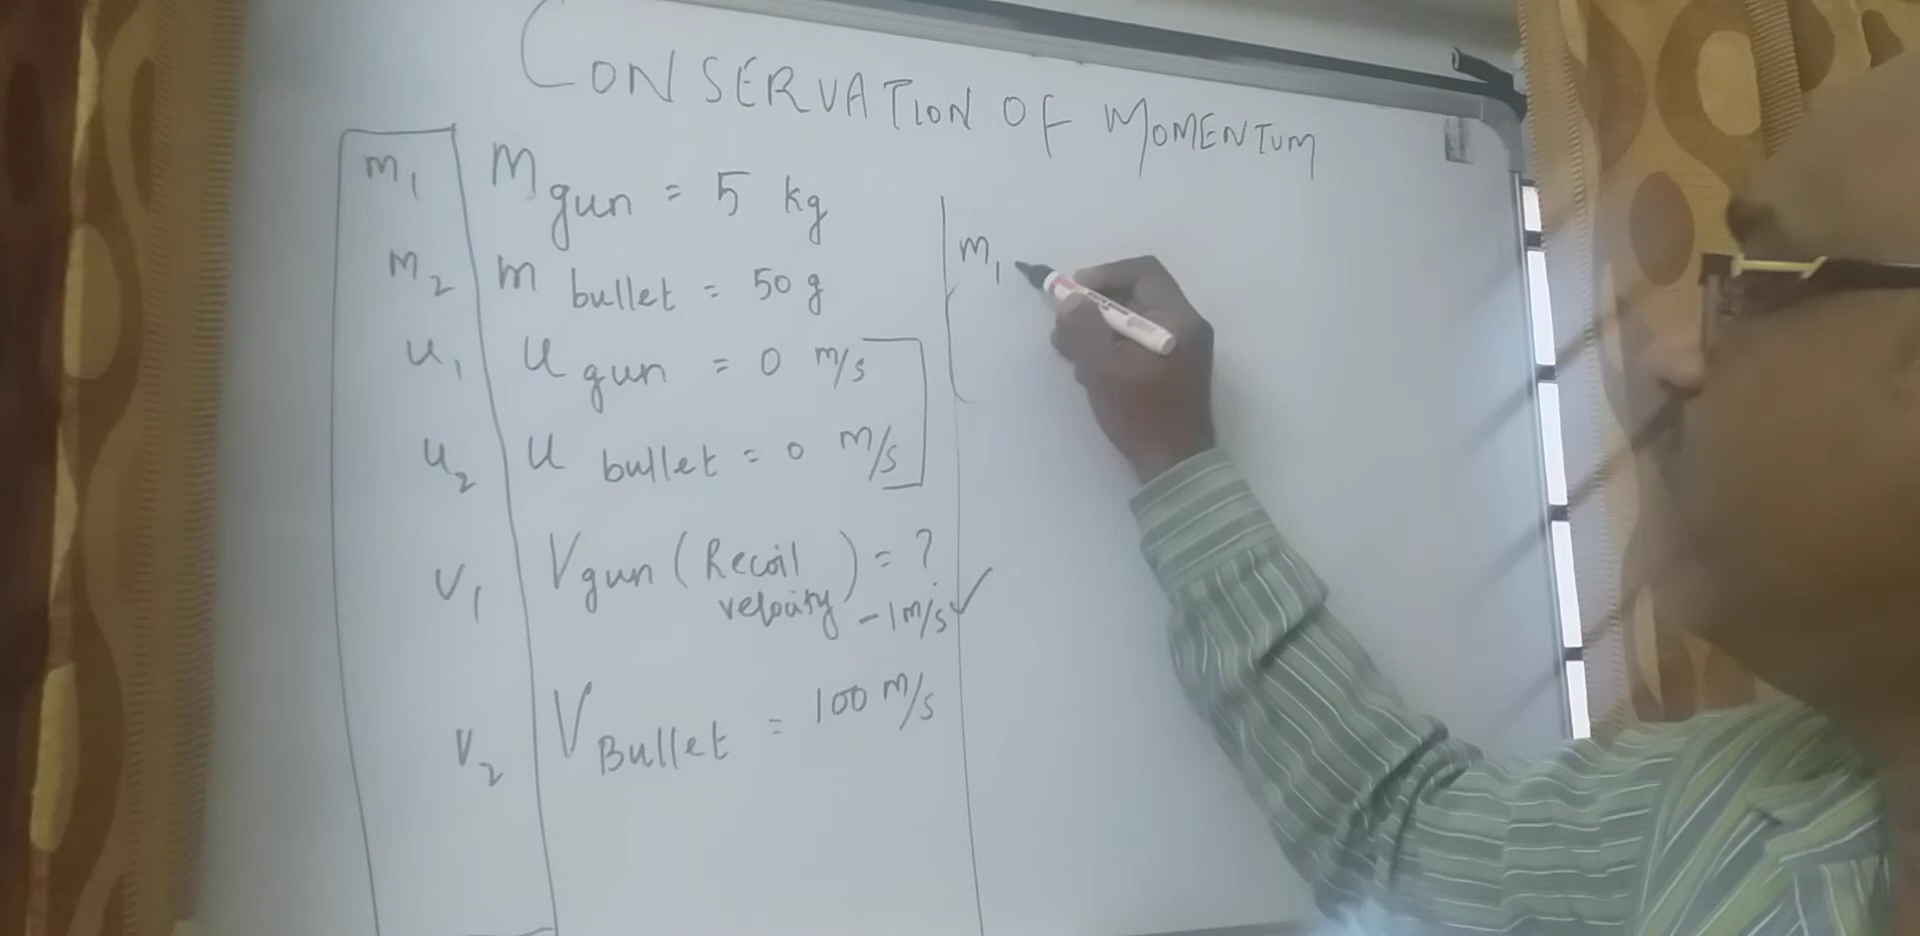 CONSERVATION OF MOMENTUM
m₁ m gun = 5 kg
m₂ m bullet = 50 g
u₁ u gun = 0 m/s
u₂ u bullet = 0 m/s
v₁ V gun (Recoil velocity) = ?
-1 m/s ✓
v₂ V Bullet = 100 m/s
m₁